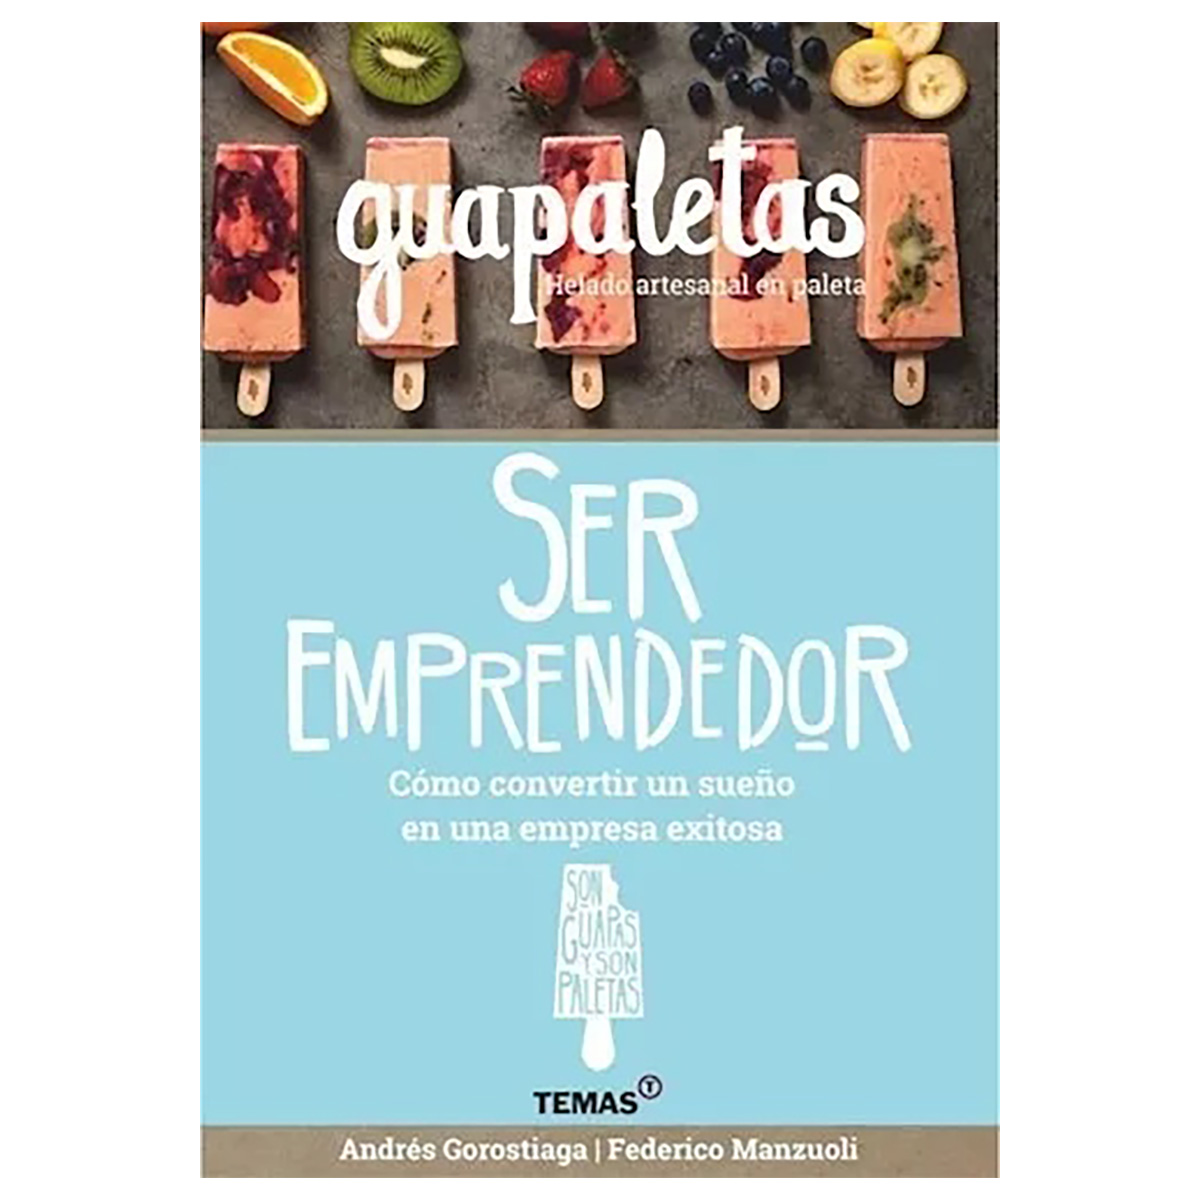 guapaletas
Helado artesanal en paleta
SER
EMPRENDEDOR
Cómo convertir un sueño
en una empresa exitosa
SON
GUAPAS
Y SON
PALETAS
TEMAS T
Andrés Gorostiaga | Federico Manzuoli